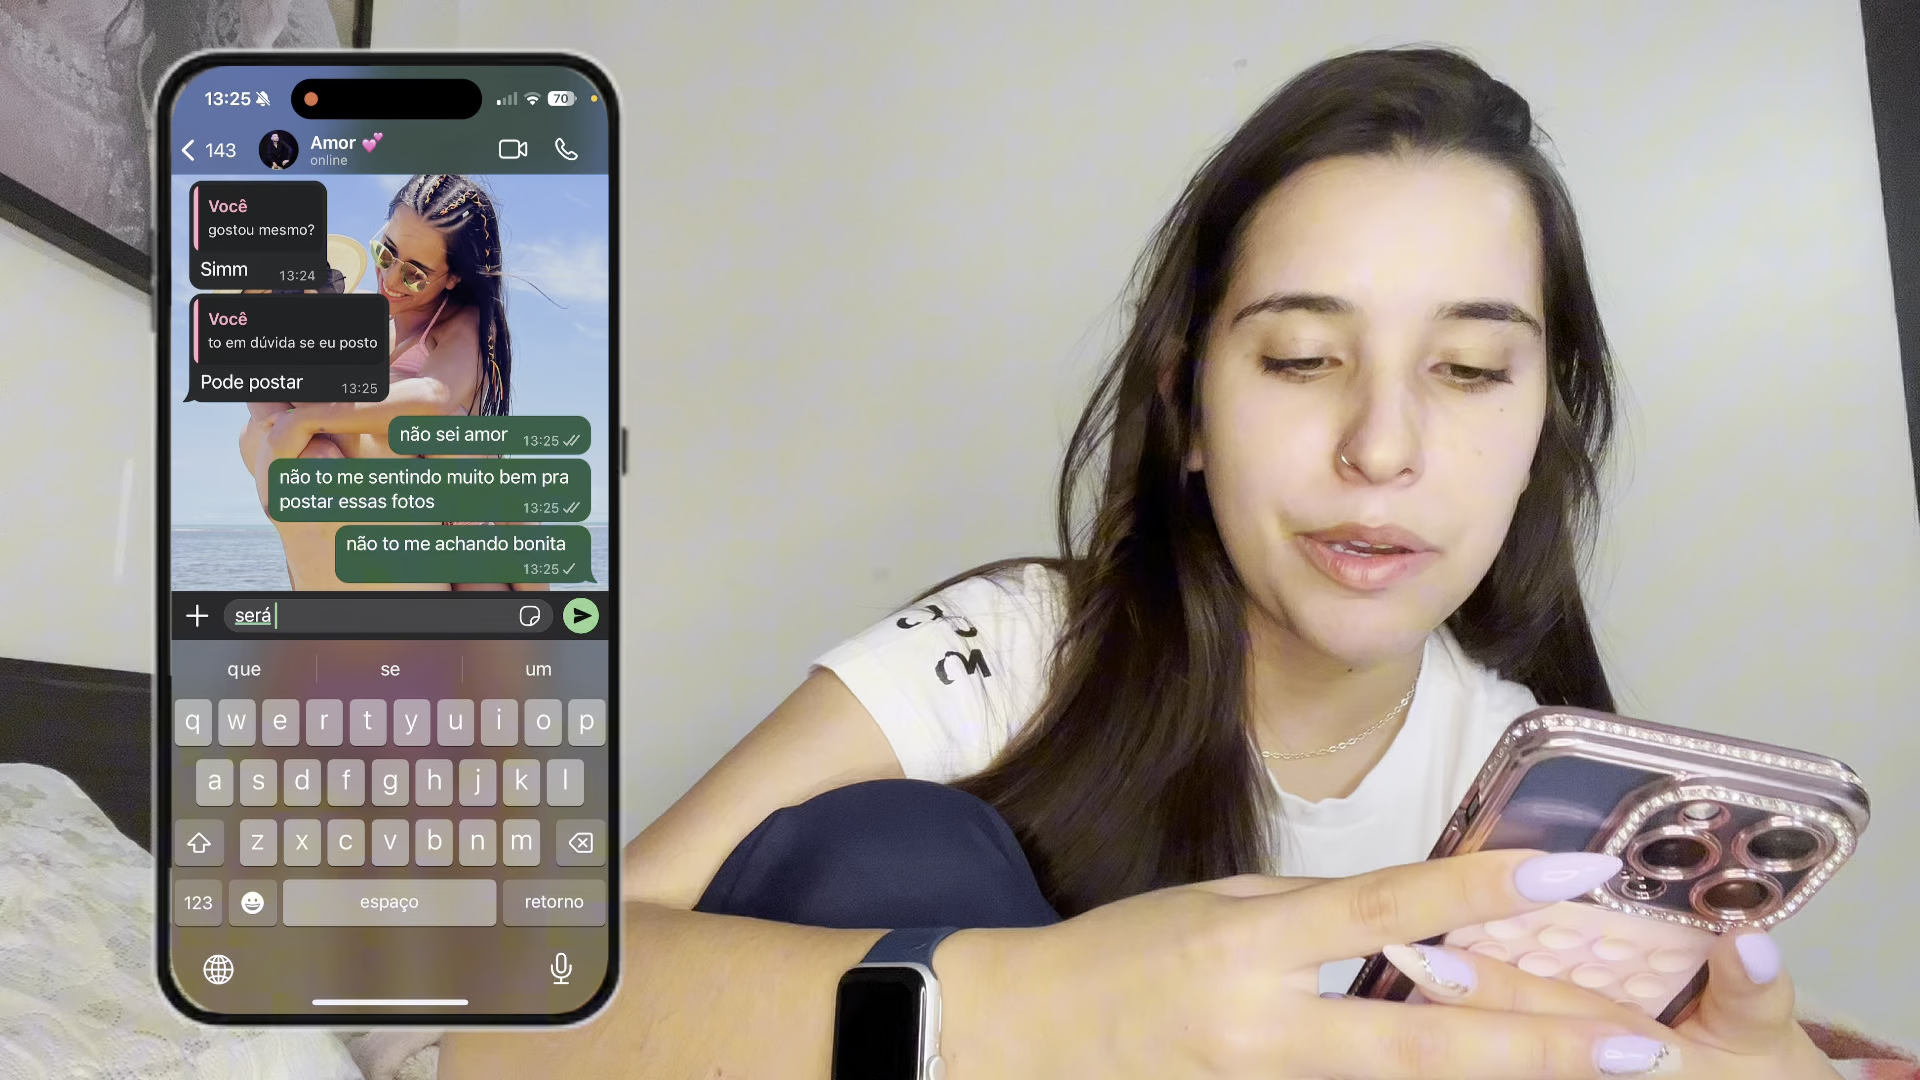 13:25
70
143
Amor 💕
online
Você
gostou mesmo?
Simm 13:24
Você
to em dúvida se eu posto
Pode postar 13:25
não sei amor 13:25
não to me sentindo muito bem pra
postar essas fotos 13:25
não to me achando bonita
13:25
será
que se um
q w e r t y u i o p
a s d f g h j k l
z x c v b n m
123 espaço retorno